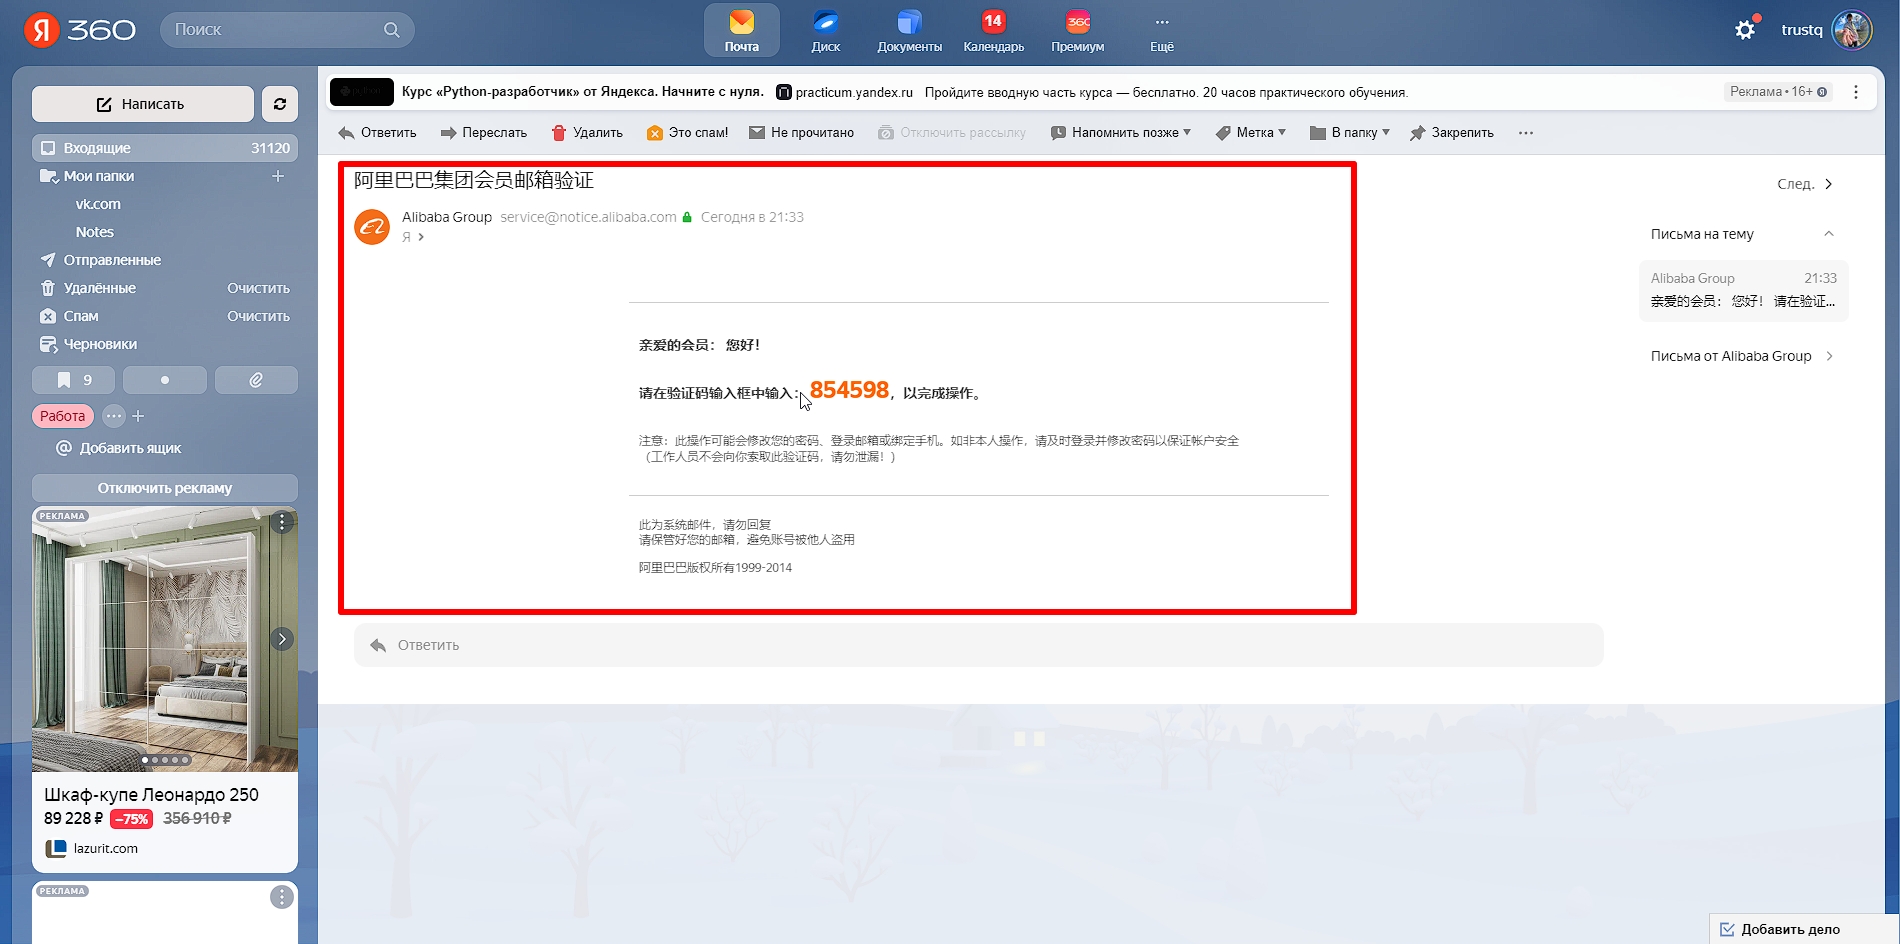 Я 360
Поиск
Почта
Диск
Документы
14
Календарь
360
Премиум
Ещё
trustq
Написать
Входящие 31120
Мои папки
vk.com
Notes
Отправленные
Удалённые Очистить
Спам Очистить
Черновики
9
Работа
Добавить ящик
Отключить рекламу
РЕКЛАМА
Шкаф-купе Леонардо 250
89 228 ₽ –75% 356 910 ₽
lazurit.com
РЕКЛАМА
python
Курс «Python-разработчик» от Яндекса. Начните с нуля. practicum.yandex.ru Пройдите вводную часть курса — бесплатно. 20 часов практического обучения.
Реклама • 16+
Ответить Переслать Удалить Это спам! Не прочитано Отключить рассылку Напомнить позже Метка В папку Закрепить
阿里巴巴集团会员邮箱验证
Alibaba Group service@notice.alibaba.com Сегодня в 21:33
Я
亲爱的会员： 您好！
请在验证码输入框中输入： 854598，以完成操作。
注意：此操作可能会修改您的密码、登录邮箱或绑定手机。如非本人操作，请及时登录并修改密码以保证帐户安全
（工作人员不会向你索取此验证码，请勿泄漏！)
此为系统邮件，请勿回复
请保管好您的邮箱，避免账号被他人盗用
阿里巴巴版权所有1999-2014
Ответить
След.
Письма на тему
Alibaba Group 21:33
亲爱的会员： 您好！ 请在验证...
Письма от Alibaba Group
Добавить дело